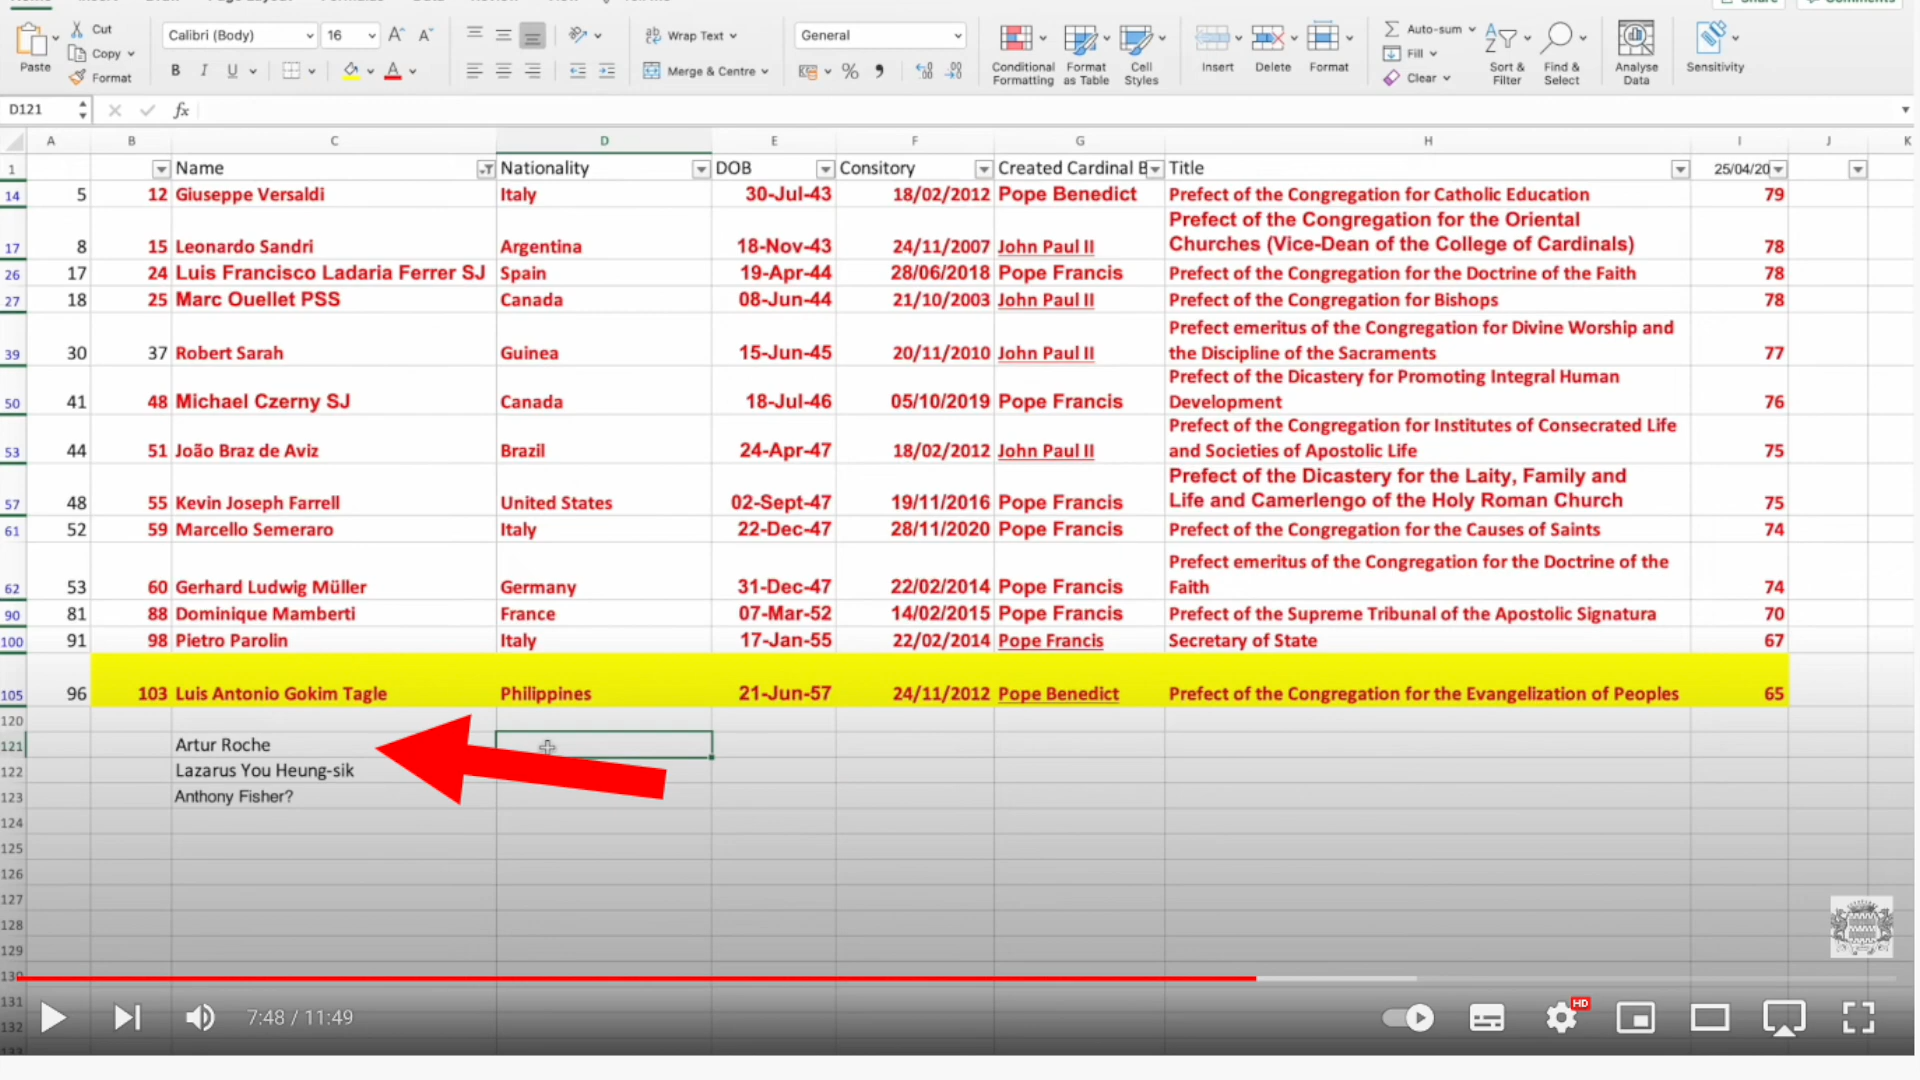 Share Comments
Cut Calibri (Body) 16 Wrap Text General Auto-sum
Copy Fill
Paste Format Merge & Centre Conditional Formatting Format as Table Cell Styles Insert Delete Format Clear Sort & Filter Find & Select Analyse Data Sensitivity
D121 fx
A B C D E F G H I J K
1 Name Nationality DOB Consitory Created Cardinal B Title 25/04/20
14 5 12 Giuseppe Versaldi Italy 30-Jul-43 18/02/2012 Pope Benedict Prefect of the Congregation for Catholic Education 79
Prefect of the Congregation for the Oriental
17 8 15 Leonardo Sandri Argentina 18-Nov-43 24/11/2007 John Paul II Churches (Vice-Dean of the College of Cardinals) 78
26 17 24 Luis Francisco Ladaria Ferrer SJ Spain 19-Apr-44 28/06/2018 Pope Francis Prefect of the Congregation for the Doctrine of the Faith 78
27 18 25 Marc Ouellet PSS Canada 08-Jun-44 21/10/2003 John Paul II Prefect of the Congregation for Bishops 78
Prefect emeritus of the Congregation for Divine Worship and
39 30 37 Robert Sarah Guinea 15-Jun-45 20/11/2010 John Paul II the Discipline of the Sacraments 77
Prefect of the Dicastery for Promoting Integral Human
50 41 48 Michael Czerny SJ Canada 18-Jul-46 05/10/2019 Pope Francis Development 76
Prefect of the Congregation for Institutes of Consecrated Life
53 44 51 João Braz de Aviz Brazil 24-Apr-47 18/02/2012 John Paul II and Societies of Apostolic Life 75
Prefect of the Dicastery for the Laity, Family and
57 48 55 Kevin Joseph Farrell United States 02-Sept-47 19/11/2016 Pope Francis Life and Camerlengo of the Holy Roman Church 75
61 52 59 Marcello Semeraro Italy 22-Dec-47 28/11/2020 Pope Francis Prefect of the Congregation for the Causes of Saints 74
Prefect emeritus of the Congregation for the Doctrine of the
62 53 60 Gerhard Ludwig Müller Germany 31-Dec-47 22/02/2014 Pope Francis Faith 74
90 81 88 Dominique Mamberti France 07-Mar-52 14/02/2015 Pope Francis Prefect of the Supreme Tribunal of the Apostolic Signatura 70
100 91 98 Pietro Parolin Italy 17-Jan-55 22/02/2014 Pope Francis Secretary of State 67
105 96 103 Luis Antonio Gokim Tagle Philippines 21-Jun-57 24/11/2012 Pope Benedict Prefect of the Congregation for the Evangelization of Peoples 65
120
121 Artur Roche
122 Lazarus You Heung-sik
123 Anthony Fisher?
124
125
126
127
128
129
130
131
7:48 / 11:49 HD
132